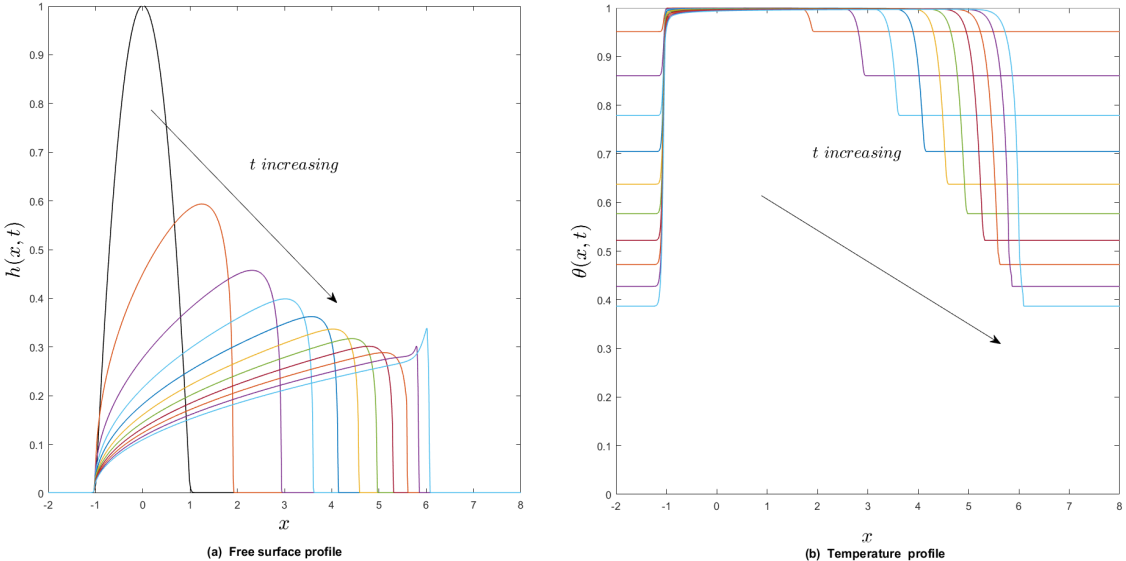 1
0.9
0.8
0.7
0.6
0.5
0.4
0.3
0.2
0.1
0
-2 -1 0 1 2 3 4 5 6 7 8
h(x, t)
x
t increasing
(a) Free surface profile
1
0.9
0.8
0.7
0.6
0.5
0.4
0.3
0.2
0.1
0
-2 -1 0 1 2 3 4 5 6 7 8
θ(x, t)
x
t increasing
(b) Temperature profile